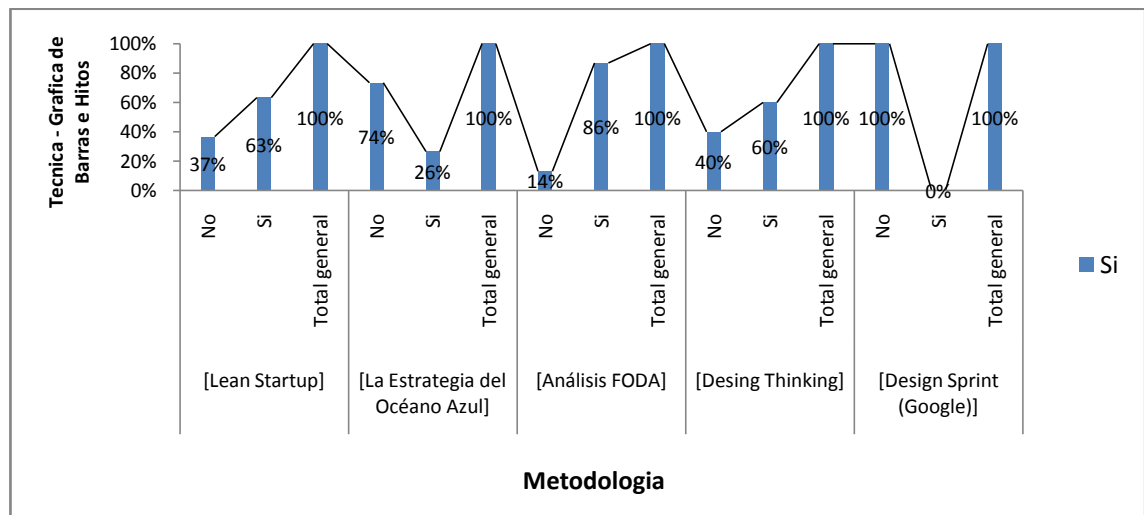 Tecnica - Grafica de
Barras e Hitos
100%
80%
60%
40%
20%
0%
37%
63%
100%
74%
26%
100%
14%
86%
100%
40%
60%
100%
100%
0%
100%
No
Si
Total general
No
Si
Total general
No
Si
Total general
No
Si
Total general
No
Si
Total general
[Lean Startup]
[La Estrategia del
Océano Azul]
[Análisis FODA]
[Desing Thinking]
[Design Sprint
(Google)]
Metodologia
Si